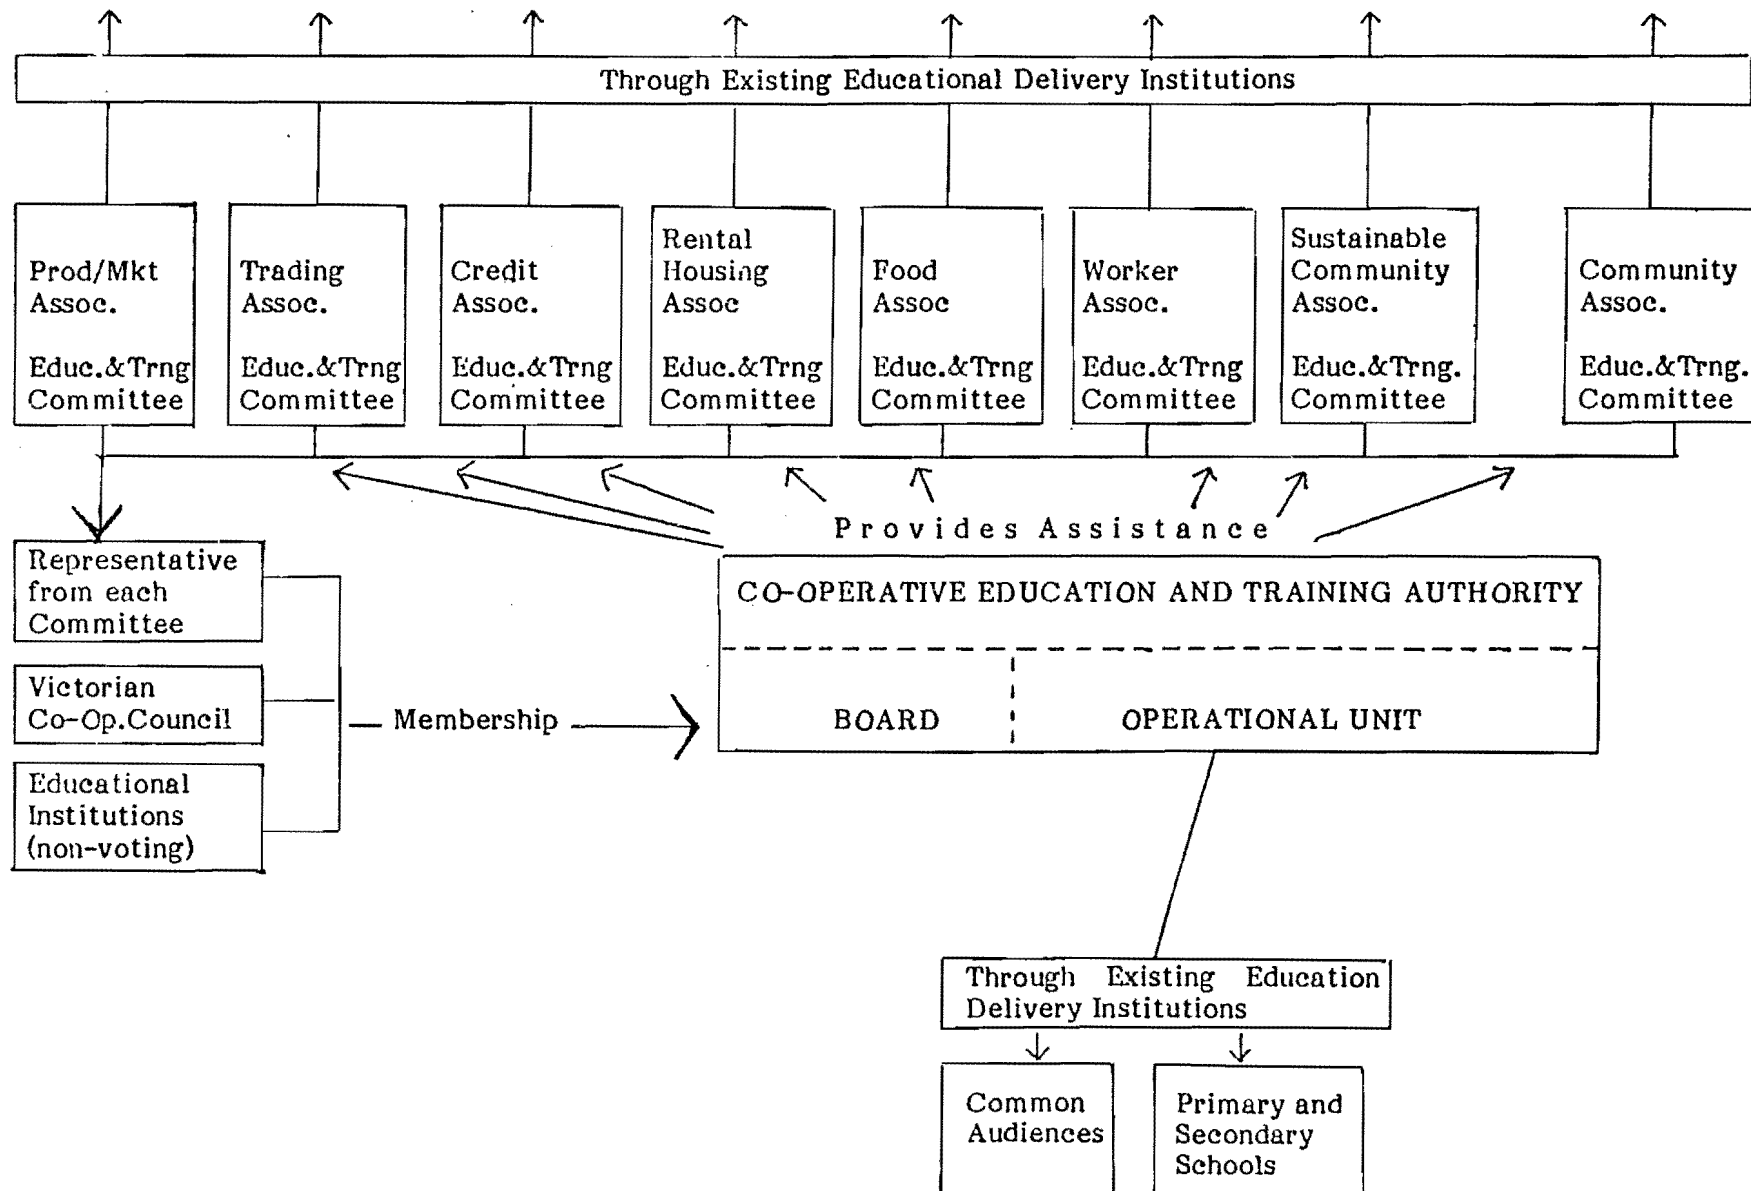 Through Existing Educational Delivery Institutions
Prod/Mkt
Assoc.
Educ.&Trng
Committee
Trading
Assoc.
Educ.&Trng
Committee
Credit
Assoc.
Educ.&Trng
Committee
Rental
Housing
Assoc
Educ.&Trng
Committee
Food
Assoc
Educ.&Trng
Committee
Worker
Assoc.
Educ.&Trng
Committee
Sustainable
Community
Assoc.
Educ.&Trng.
Committee
Community
Assoc.
Educ.&Trng.
Committee
Provides Assistance
Representative
from each
Committee
Victorian
Co-Op.Council
Educational
Institutions
(non-voting)
Membership
CO-OPERATIVE EDUCATION AND TRAINING AUTHORITY
BOARD
OPERATIONAL UNIT
Through Existing Education
Delivery Institutions
Common
Audiences
Primary and
Secondary
Schools